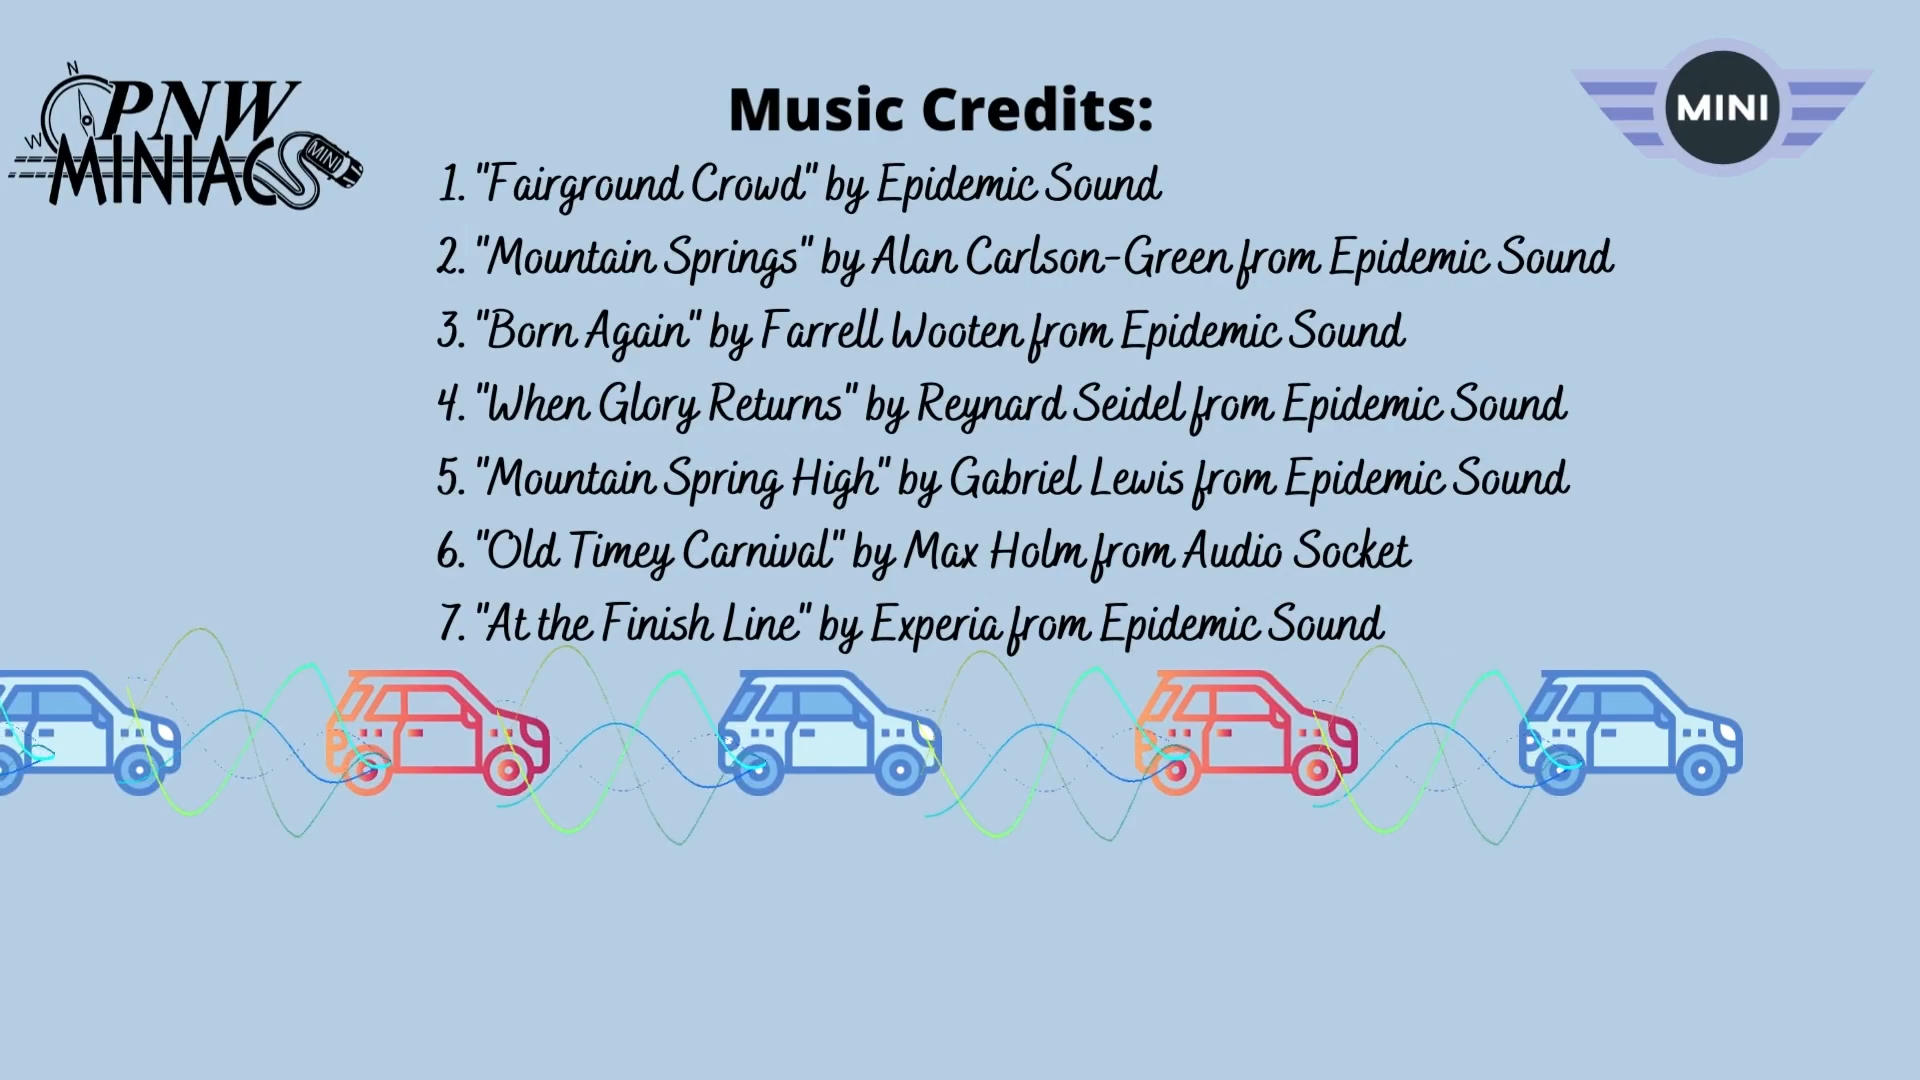 N
W
PNW
MINIACS
MINI
MINI
Music Credits:
1. "Fairground Crowd" by Epidemic Sound
2. "Mountain Springs" by Alan Carlson-Green from Epidemic Sound
3. "Born Again" by Farrell Wooten from Epidemic Sound
4. "When Glory Returns" by Reynard Seidel from Epidemic Sound
5. "Mountain Spring High" by Gabriel Lewis from Epidemic Sound
6. "Old Timey Carnival" by Max Holm from Audio Socket
7. "At the Finish Line" by Experia from Epidemic Sound